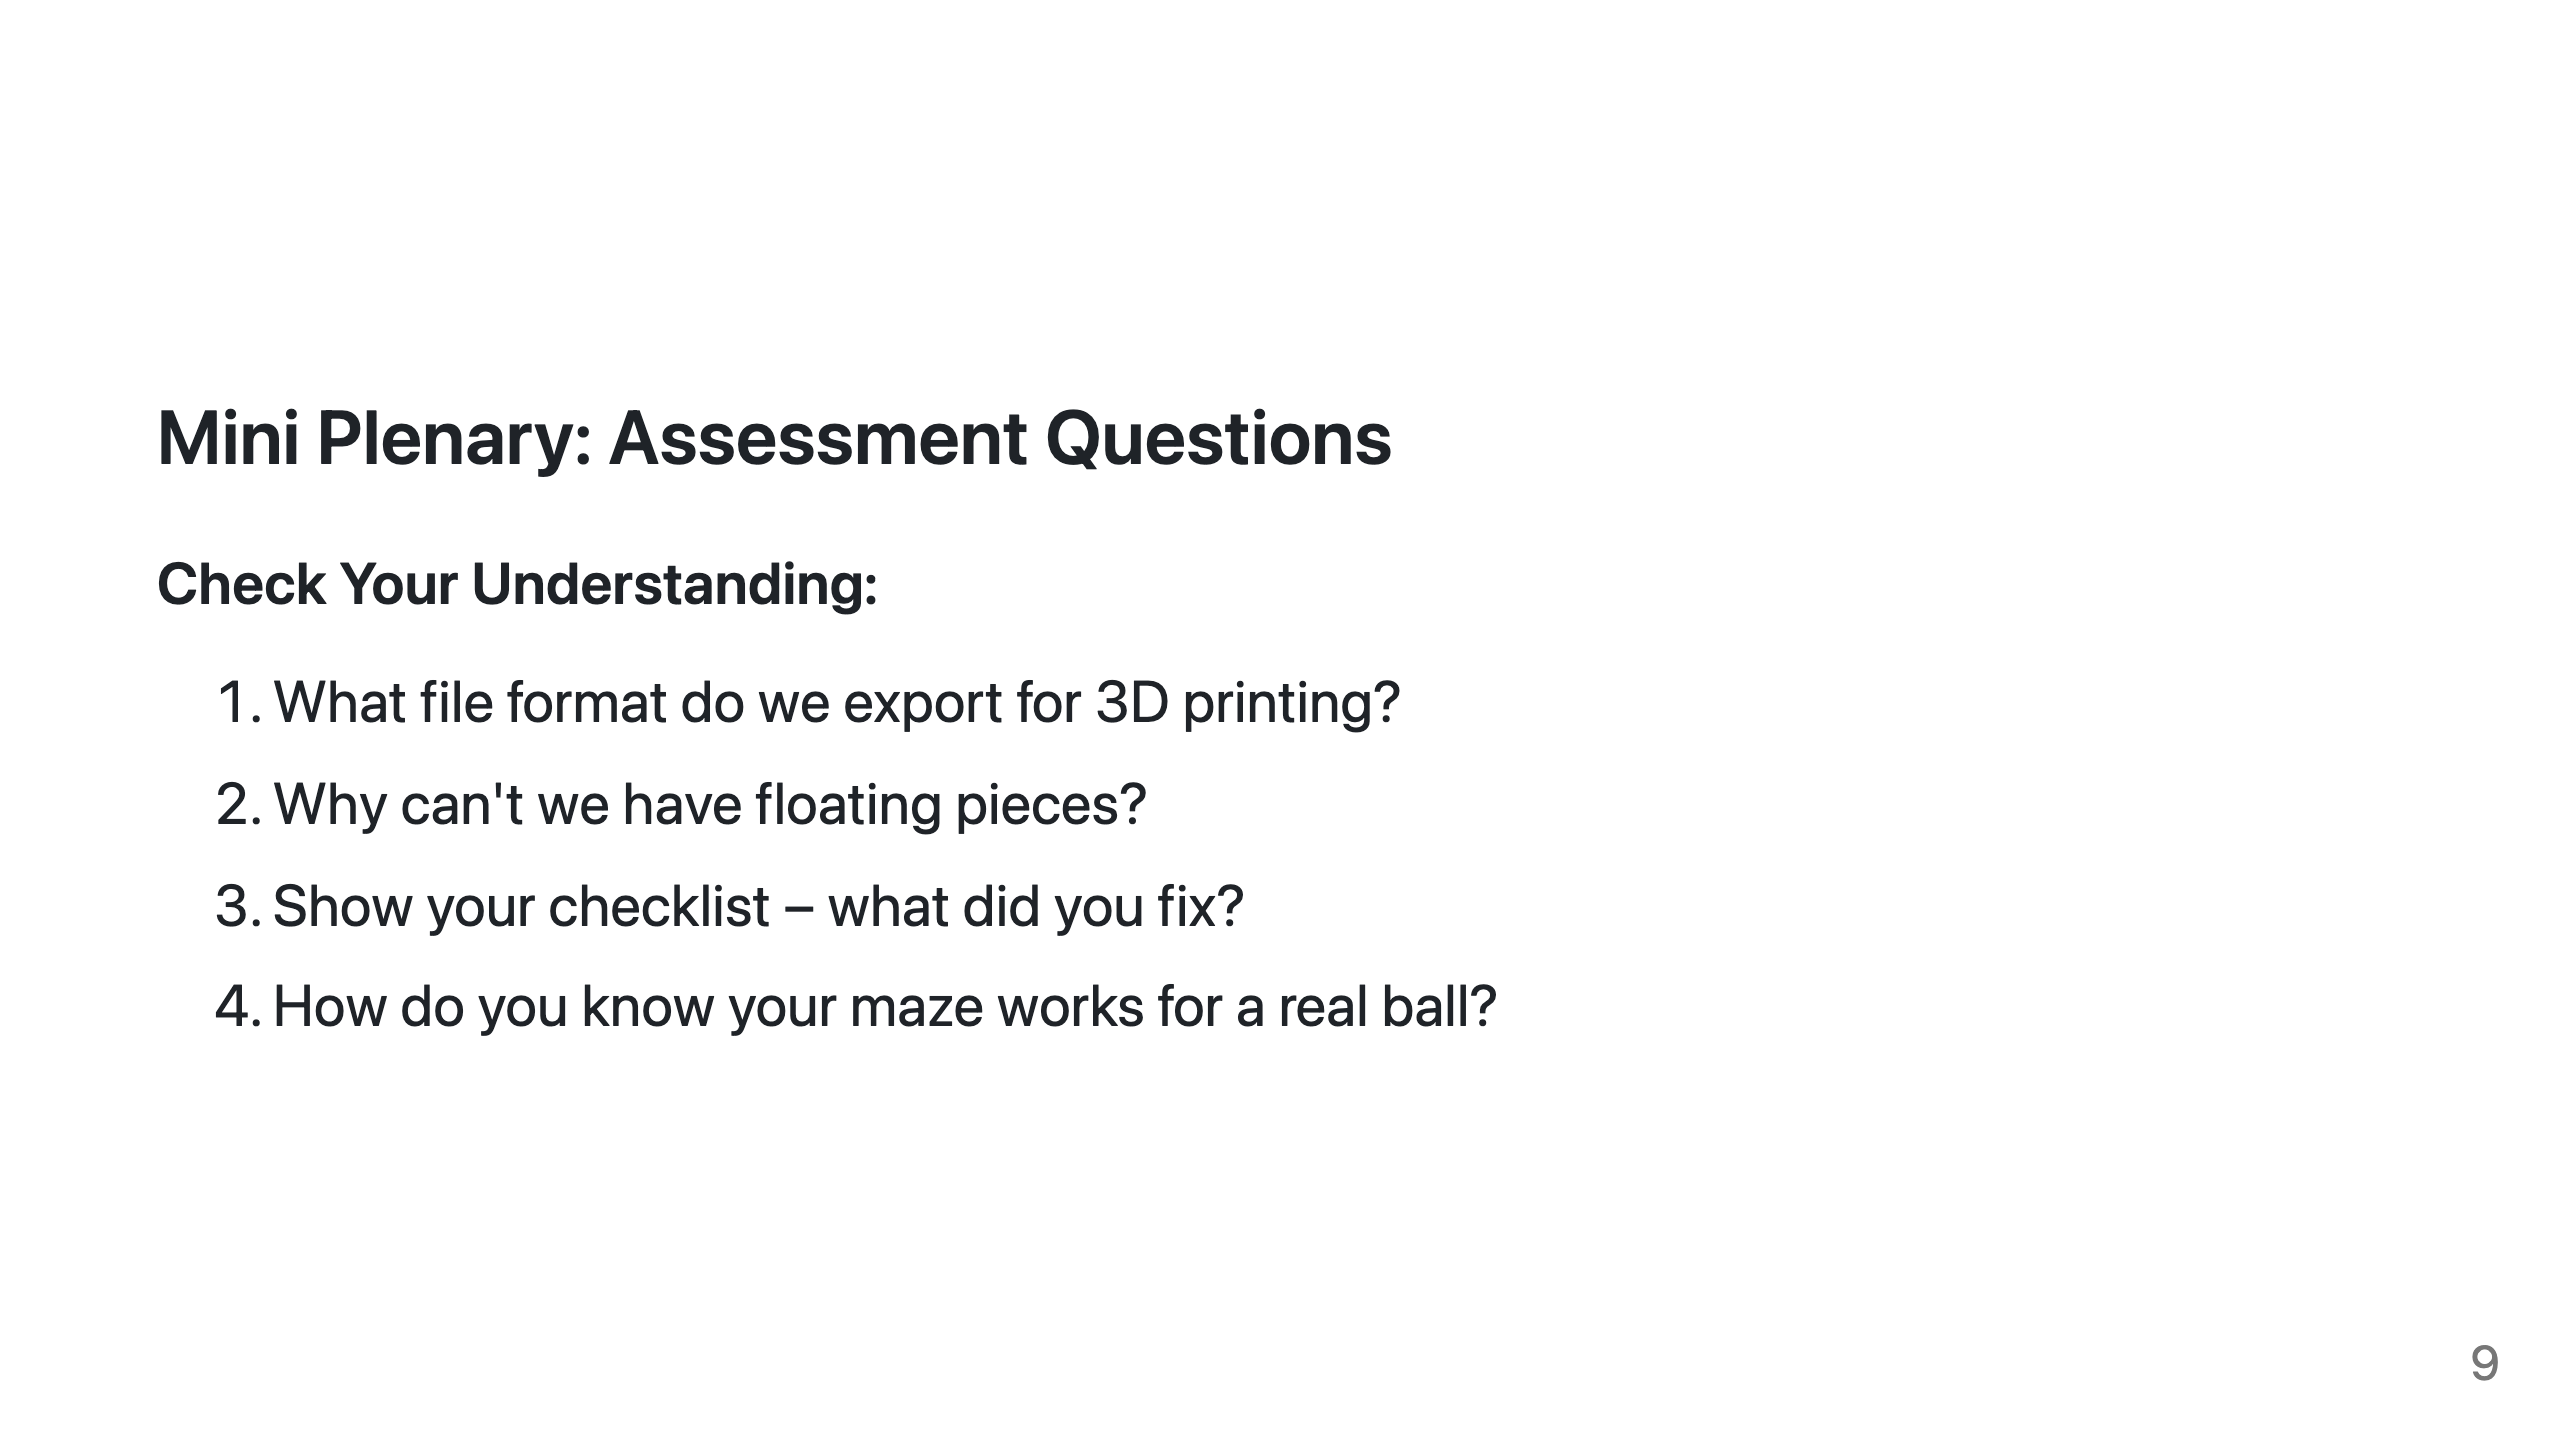 Mini Plenary: Assessment Questions
Check Your Understanding:
1. What file format do we export for 3D printing?
2. Why can't we have floating pieces?
3. Show your checklist – what did you fix?
4. How do you know your maze works for a real ball?
9